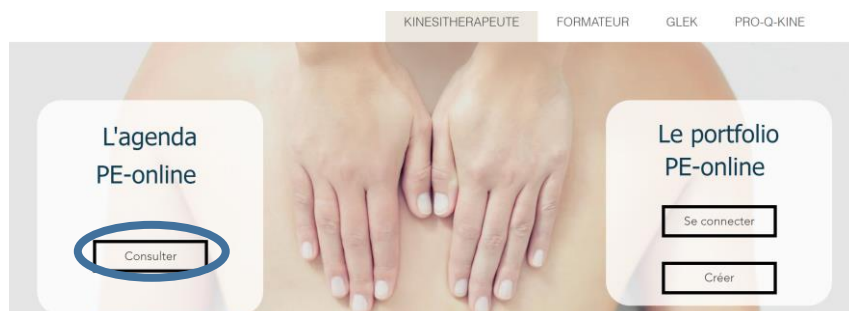 KINESITHERAPEUTE FORMATEUR GLEK PRO-Q-KINE
L'agenda
PE-online
Consulter
Le portfolio
PE-online
Se connecter
Créer